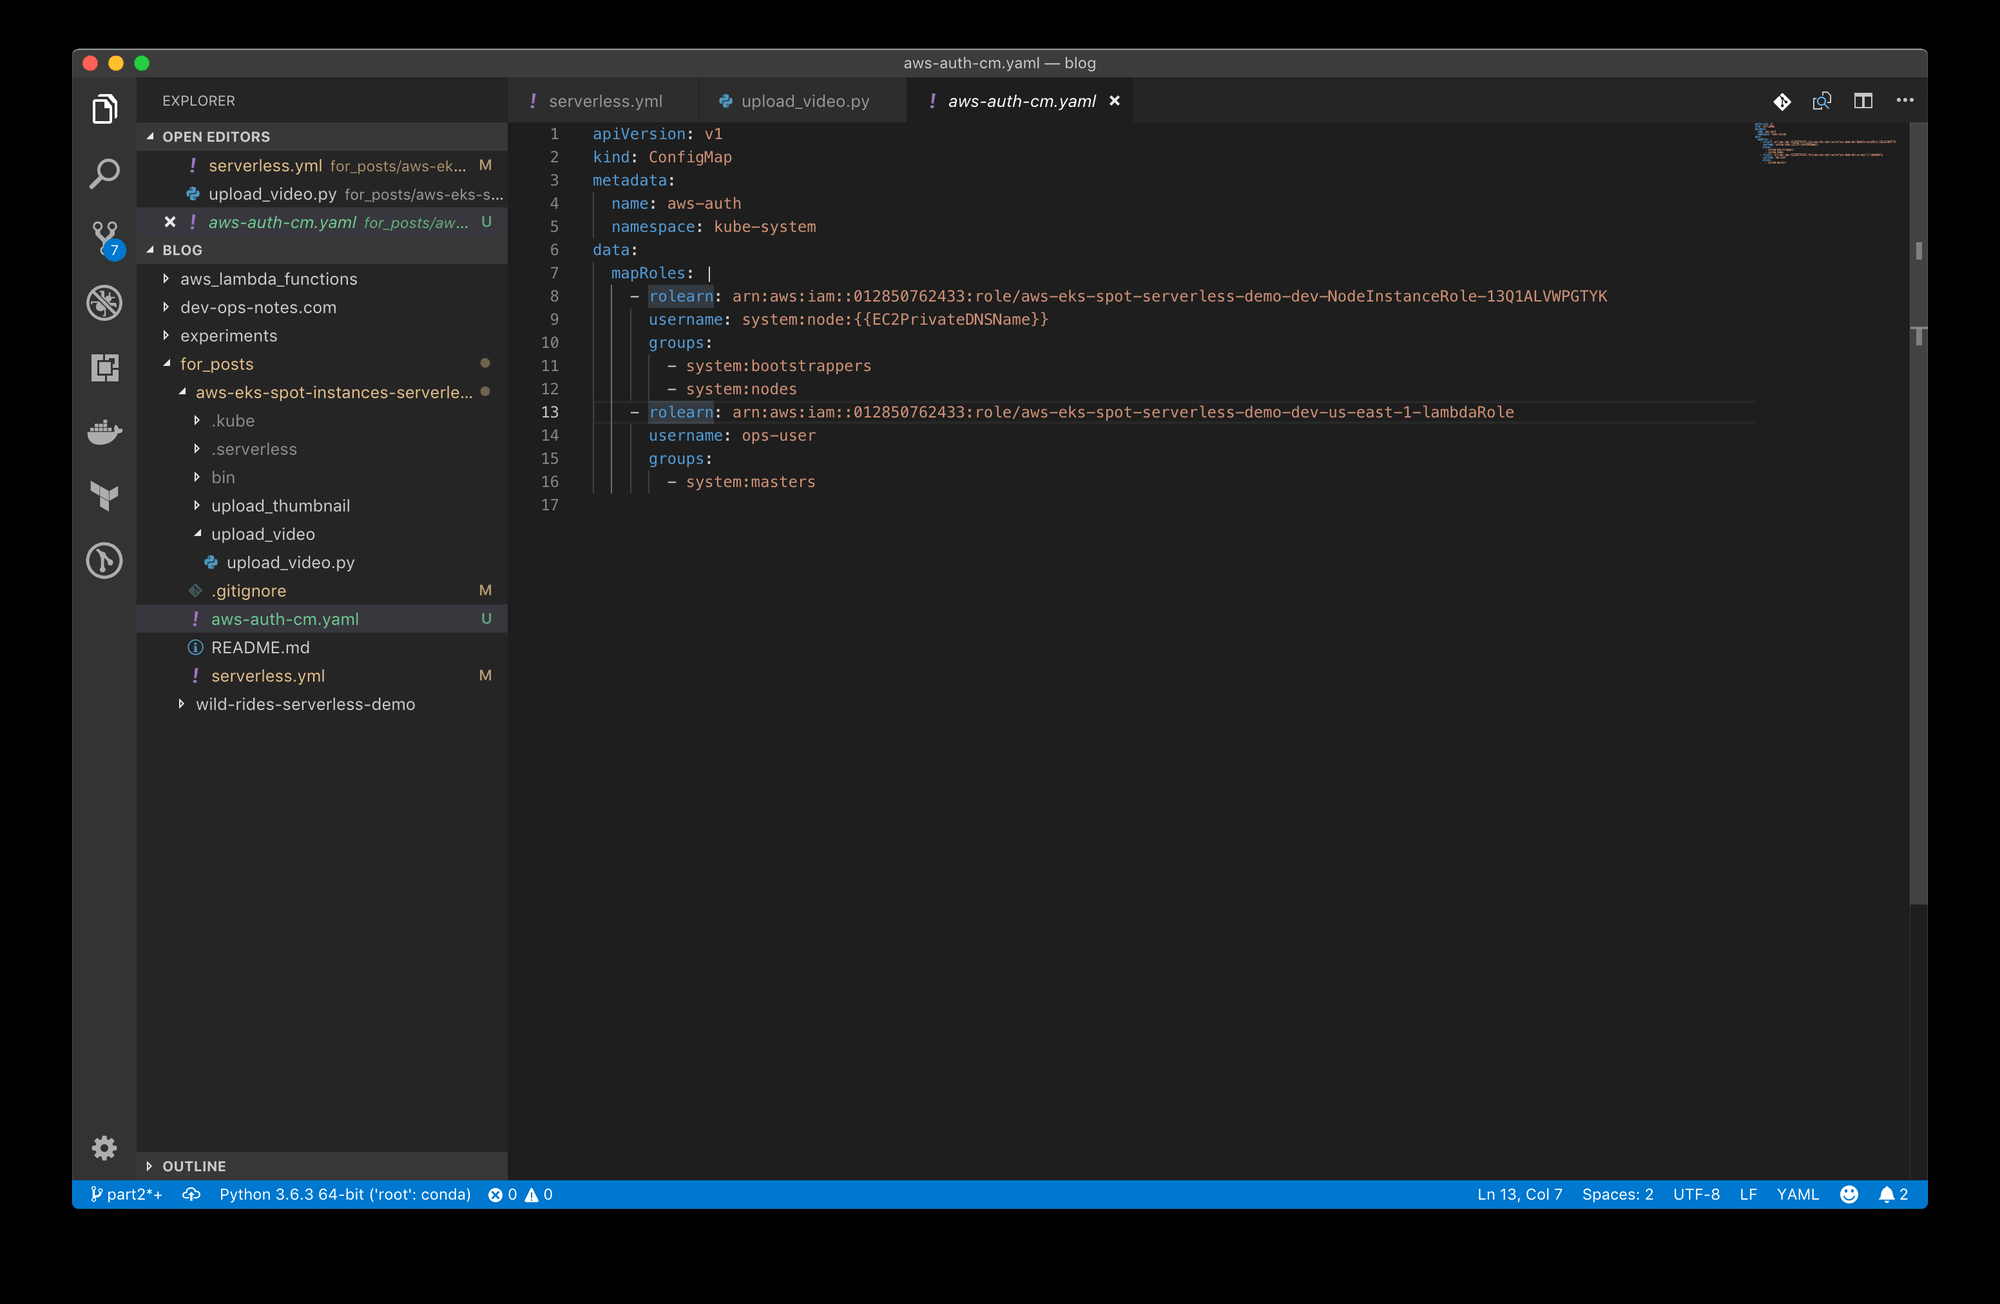 aws-auth-cm.yaml — blog
EXPLORER
OPEN EDITORS
serverless.yml for_posts/aws-ek... M
upload_video.py for_posts/aws-eks-s...
aws-auth-cm.yaml for_posts/aw... U
7
BLOG
aws_lambda_functions
dev-ops-notes.com
experiments
for_posts
aws-eks-spot-instances-serverle...
.kube
.serverless
bin
upload_thumbnail
upload_video
upload_video.py
.gitignore M
aws-auth-cm.yaml U
README.md
serverless.yml M
wild-rides-serverless-demo
OUTLINE
serverless.yml
upload_video.py
aws-auth-cm.yaml
1 apiVersion: v1
2 kind: ConfigMap
3 metadata:
4 name: aws-auth
5 namespace: kube-system
6 data:
7 mapRoles: |
8 - rolearn: arn:aws:iam::012850762433:role/aws-eks-spot-serverless-demo-dev-NodeInstanceRole-13Q1ALVWPGTYK
9 username: system:node:{{EC2PrivateDNSName}}
10 groups:
11 - system:bootstrappers
12 - system:nodes
13 - rolearn: arn:aws:iam::012850762433:role/aws-eks-spot-serverless-demo-dev-us-east-1-lambdaRole
14 username: ops-user
15 groups:
16 - system:masters
17
part2*+ Python 3.6.3 64-bit ('root': conda) 0 0 Ln 13, Col 7 Spaces: 2 UTF-8 LF YAML 2